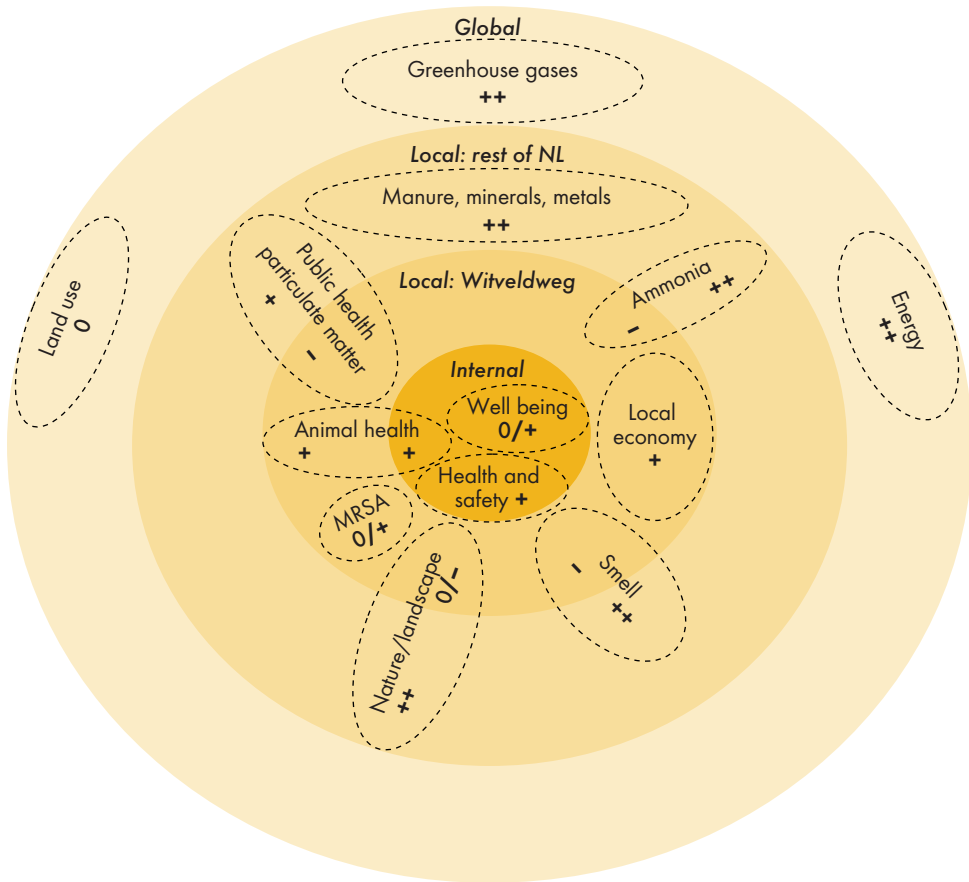 Global
Greenhouse gases
++
Local: rest of NL
Manure, minerals, metals
++
Public health
particulate matter
+
-
Local: Witveldweg
Ammonia ++
-
Land use
0
Energy
++
Internal
Well being
0/+
Animal health
+ +
Local
economy
+
Health and
safety +
MRSA
0/+
Nature/landscape
0/-
++
Smell
-
++